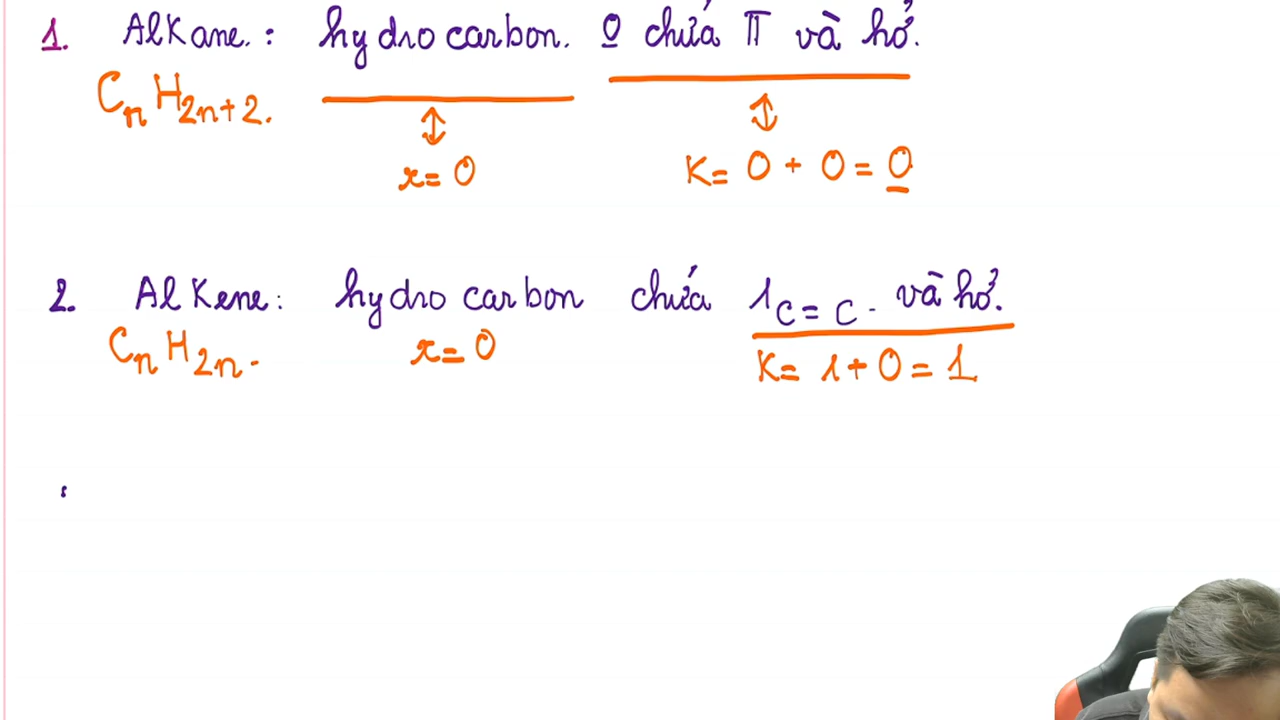 1. Alkane. : hydrocarbon. 0 chứa π và hở.
CnH2n+2.
↕ ↕
x= 0 K= 0 + 0 = 0
2. Alkene: hydrocarbon chứa 1 C = C. và hở.
CnH2n. x= 0 K= 1 + 0 = 1